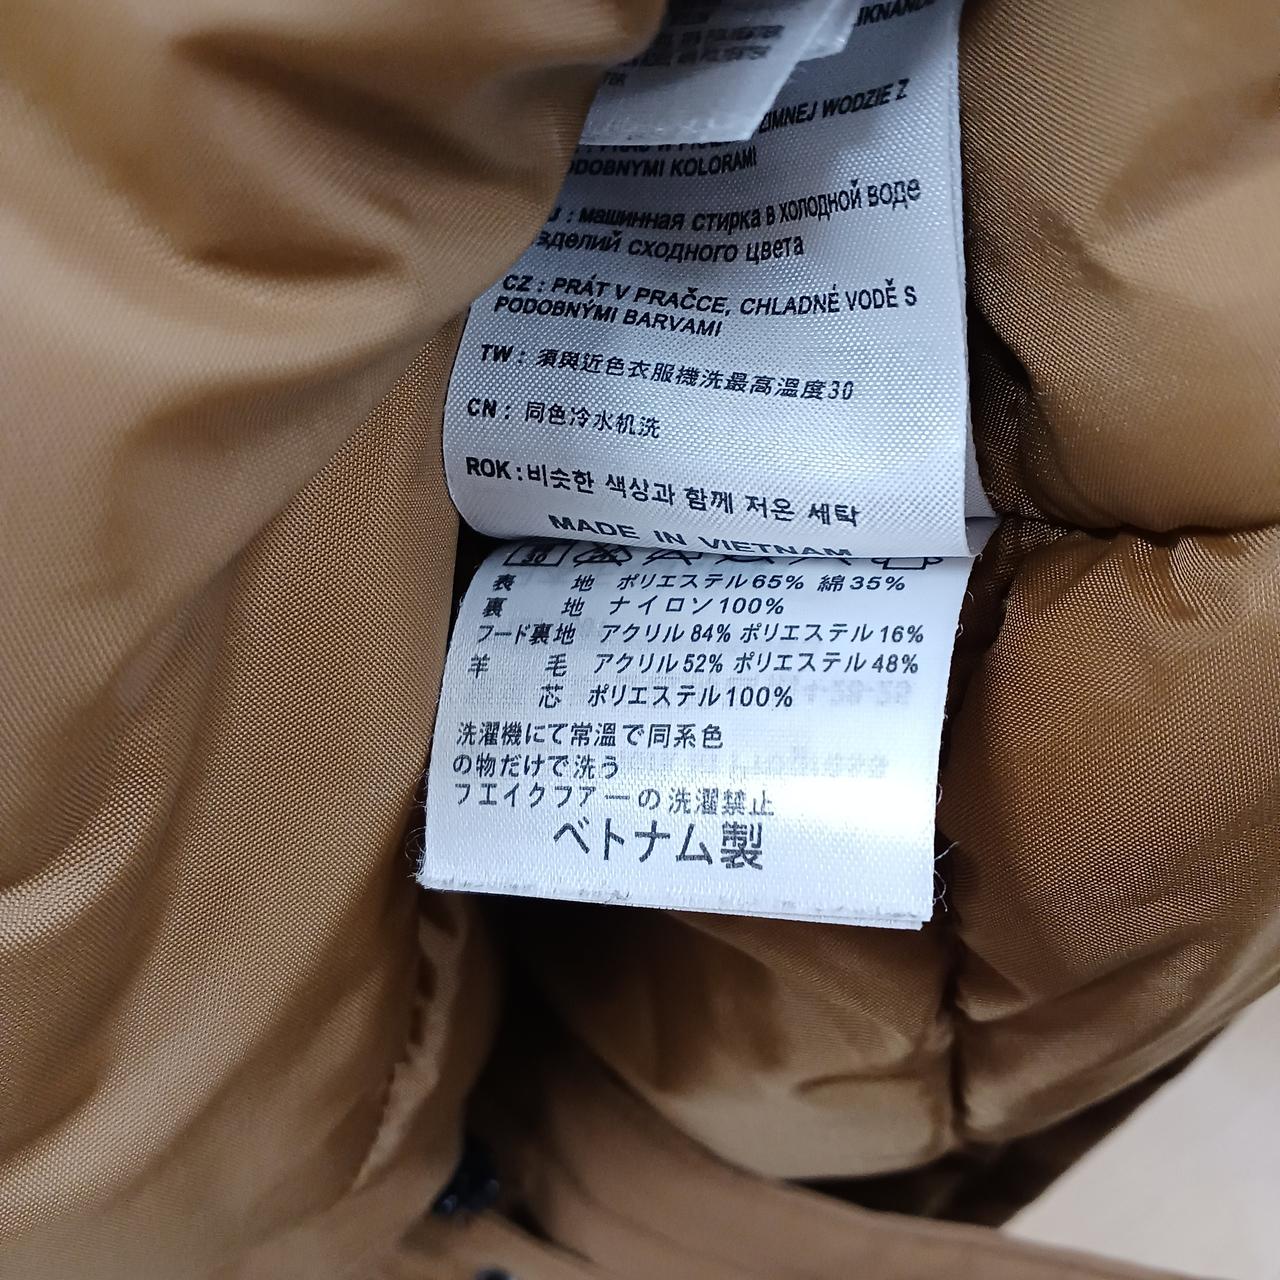 ZIMNEJ WODZIE Z
PODOBNYMI KOLORAMI
: машинная стирка в холодной воде
изделий сходного цвета
CZ : PRÁT V PRAČCE, CHLADNÉ VODĚ S
PODOBNÝMI BARVAMI
TW : 須與近色衣服機洗最高溫度30
CN : 同色冷水机洗
ROK : 비슷한 색상과 함께 저온 세탁
MADE IN VIETNAM
30
表 地 ポリエステル65% 綿35%
裏 地 ナイロン100%
フード裏地 アクリル84% ポリエステル16%
羊 毛 アクリル52% ポリエステル48%
芯 ポリエステル100%
洗濯機にて常温で同系色
の物だけで洗う
フエイクフアーの洗濯禁止
ベトナム製